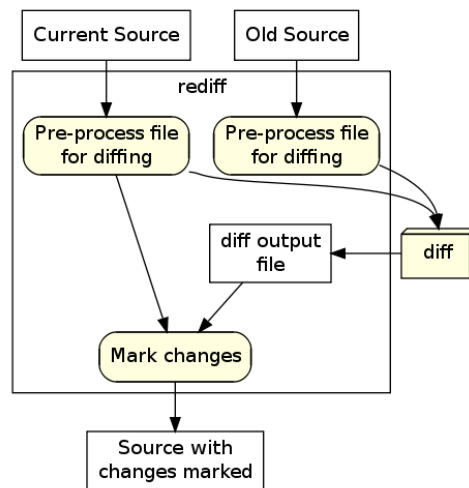 Current Source
Old Source
rediff
Pre-process file
for diffing
Pre-process file
for diffing
diff output
file
diff
Mark changes
Source with
changes marked